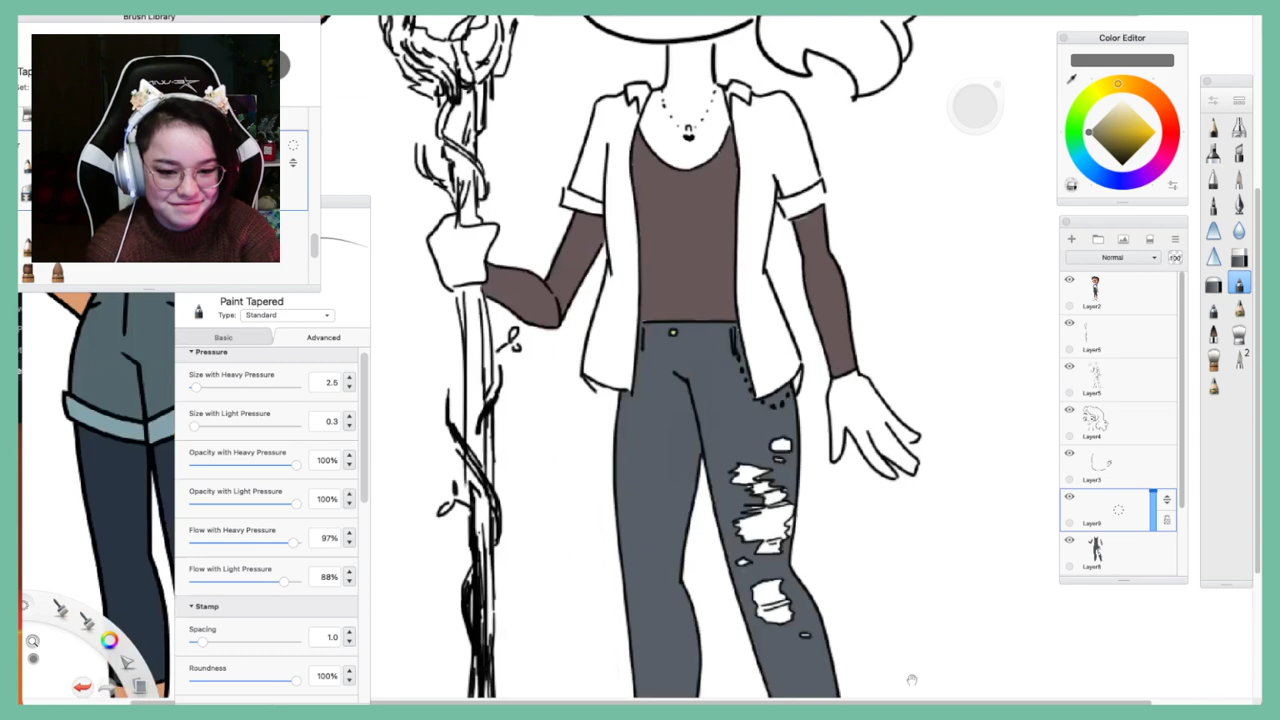 Brush Library
Paint Tapered
Type: Standard
Basic
Advanced
Pressure
Size with Heavy Pressure
2.5
Size with Light Pressure
0.3
Opacity with Heavy Pressure
100%
Opacity with Light Pressure
100%
Flow with Heavy Pressure
97%
Flow with Light Pressure
88%
Stamp
Spacing
1.0
Roundness
100%
Color Editor
Normal
Layer2
Layer5
Layer4
Layer3
Layer9
2